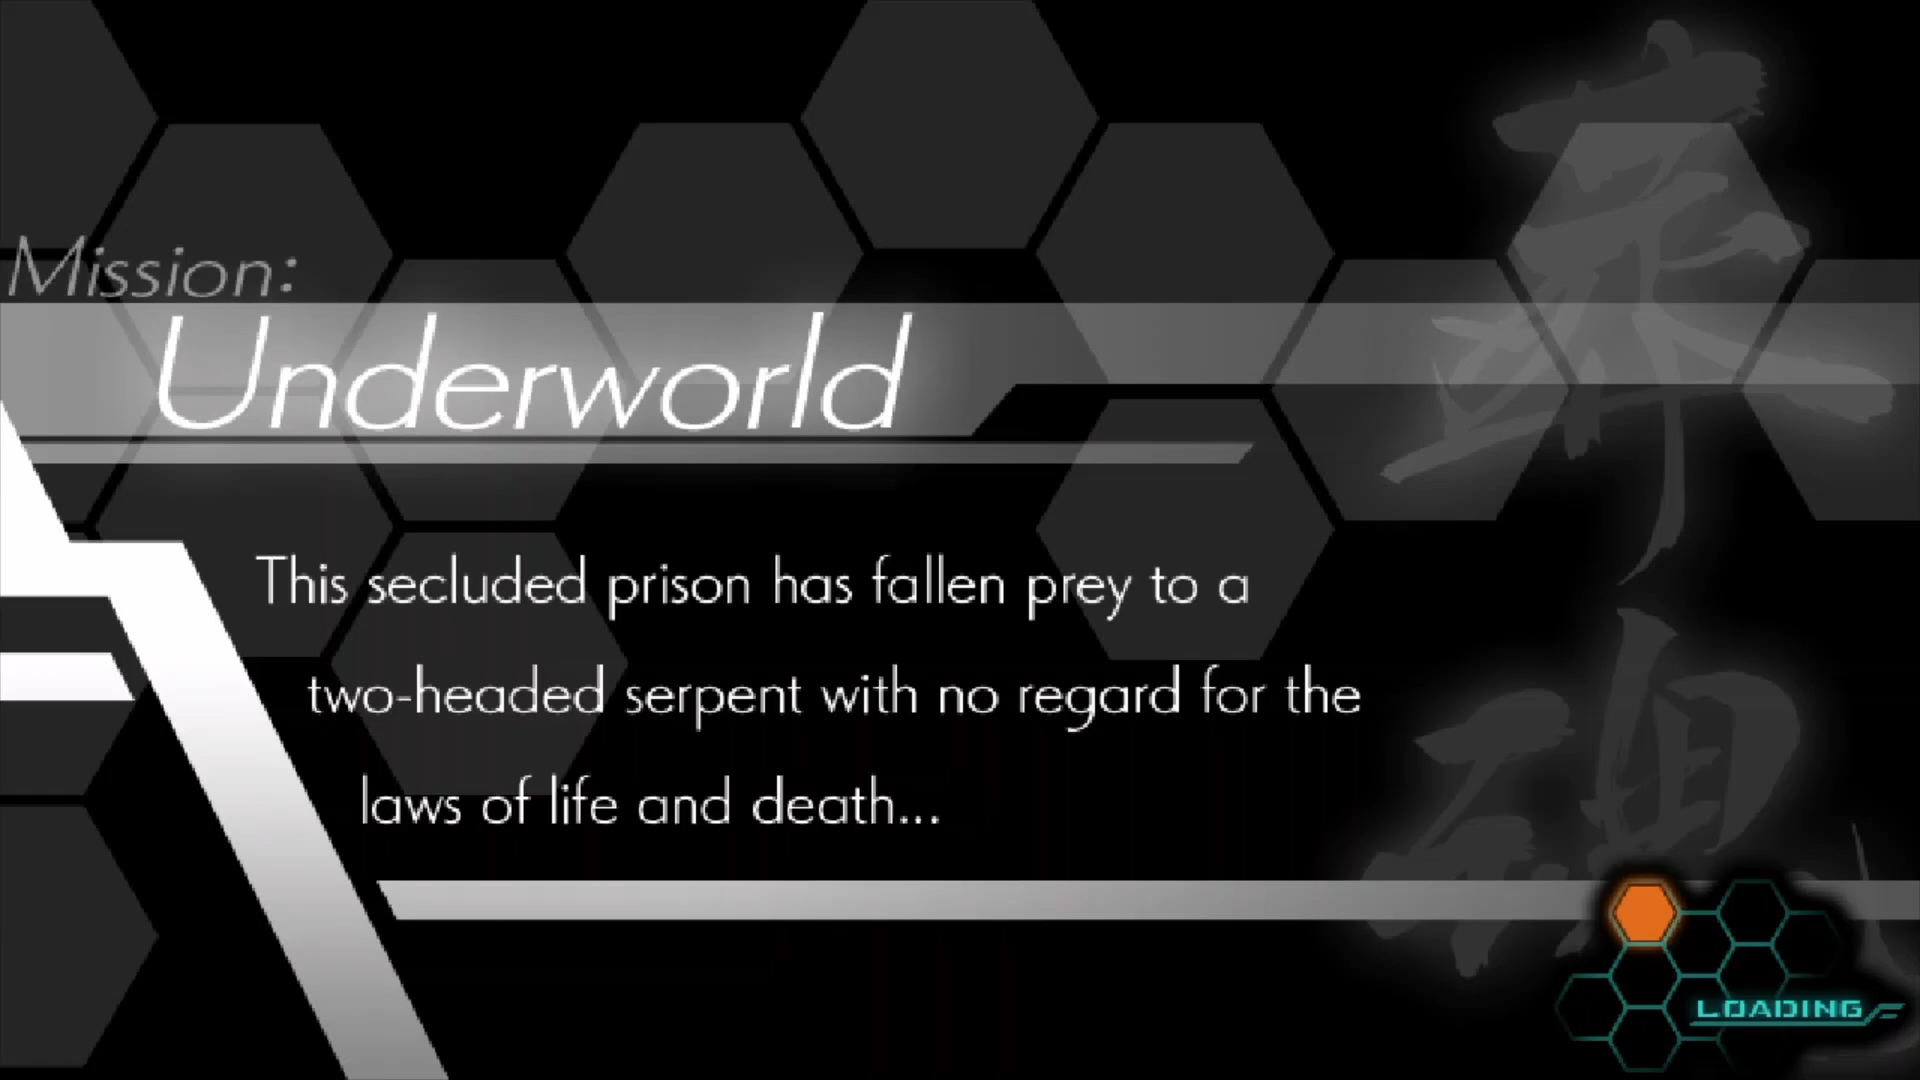 Mission:
Underworld
This secluded prison has fallen prey to a
two-headed serpent with no regard for the
laws of life and death...
LOADING